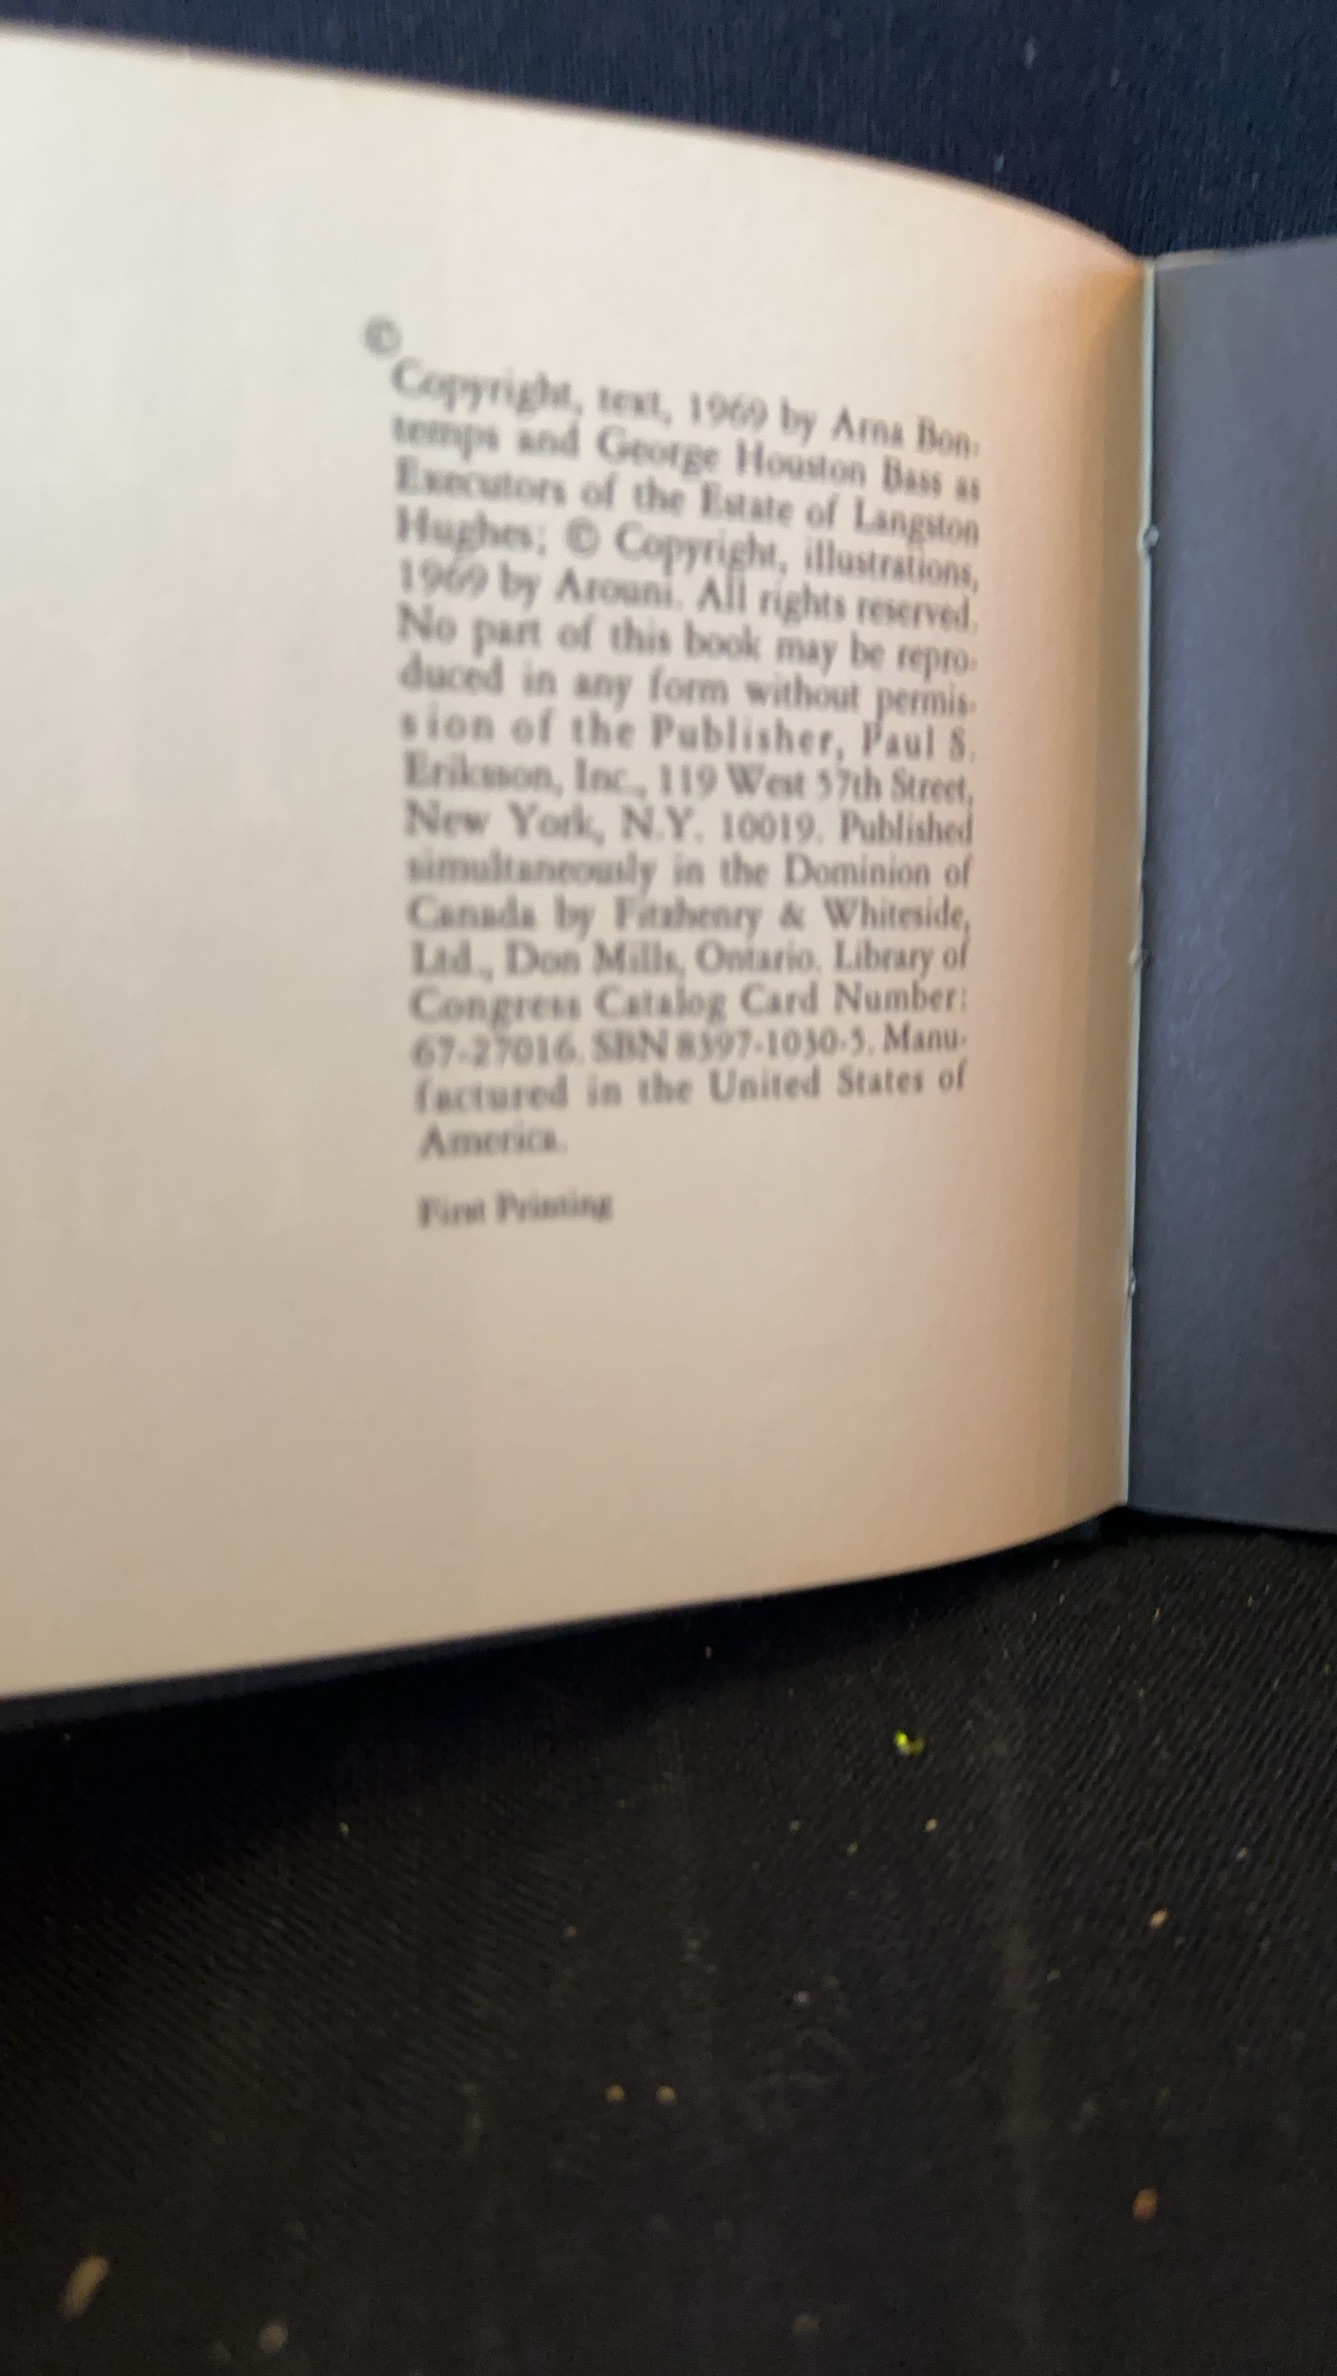 ©
Copyright, text, 1969 by Arna Bon-
temps and George Houston Bass as
Executors of the Estate of Langston
Hughes; © Copyright, illustrations,
1969 by Arouni. All rights reserved.
No part of this book may be repro-
duced in any form without permis-
sion of the Publisher, Paul S.
Eriksson, Inc., 119 West 57th Street,
New York, N.Y. 10019. Published
simultaneously in the Dominion of
Canada by Fitzhenry & Whiteside,
Ltd., Don Mills, Ontario. Library of
Congress Catalog Card Number:
67-27016. SBN 8397-1030-5. Manu-
factured in the United States of
America.
First Printing